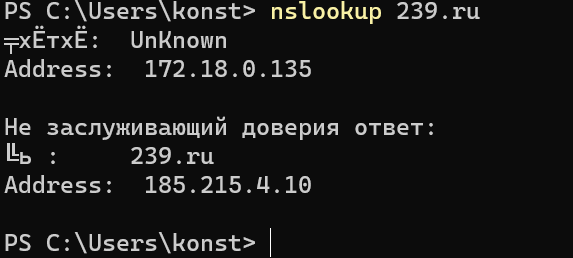 PS C:\Users\konst> nslookup 239.ru
╤хЁтхЁ:  UnKnown
Address:  172.18.0.135

Не заслуживающий доверия ответ:
╚ь :     239.ru
Address:  185.215.4.10

PS C:\Users\konst>